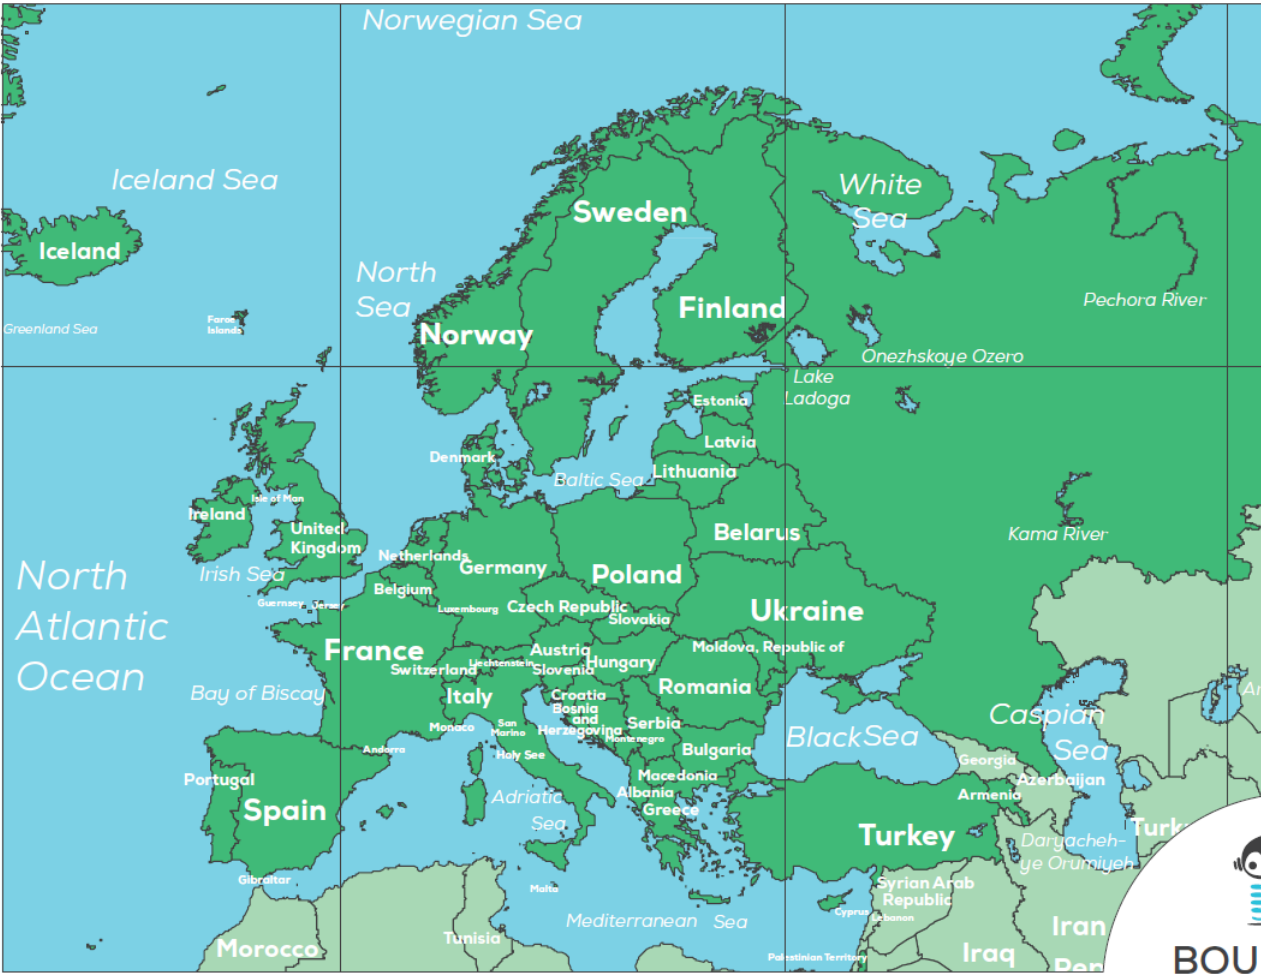 Norwegian Sea
Iceland Sea
White
Sea
Sweden
Iceland
North
Sea
Finland
Pechora River
Faroe
Islands
Greenland Sea
Norway
Onezhskoye Ozero
Lake
Ladoga
Estonia
Latvia
Denmark
Baltic Sea
Lithuania
Isle of Man
Ireland
United
Kingdom
Belarus
Kama River
Netherlands
Germany
Poland
Irish Sea
Belgium
North
Atlantic
Ocean
Guernsey
Jersey
Luxembourg
Czech Republic
Slovakia
Ukraine
France
Austria
Moldova, Republic of
Switzerland
Liechtenstein
Slovenia
Hungary
Romania
Bay of Biscay
Italy
Croatia
Bosnia
and
Herzegovina
Serbia
Montenegro
Monaco
San
Marino
Holy See
Andorra
Bulgaria
BlackSea
Caspian
Sea
Ar
Georgia
Azerbaijan
Armenia
Portugal
Spain
Macedonia
Albania
Greece
Adriatic
Sea
Turkey
Turk
Daryacheh-
ye Orumiyeh
Gibraltar
Malta
Syrian Arab
Republic
Cyprus
Lebanon
Mediterranean Sea
Morocco
Tunisia
Palestinian Territory
Iraq
Iran
Rep
BOU